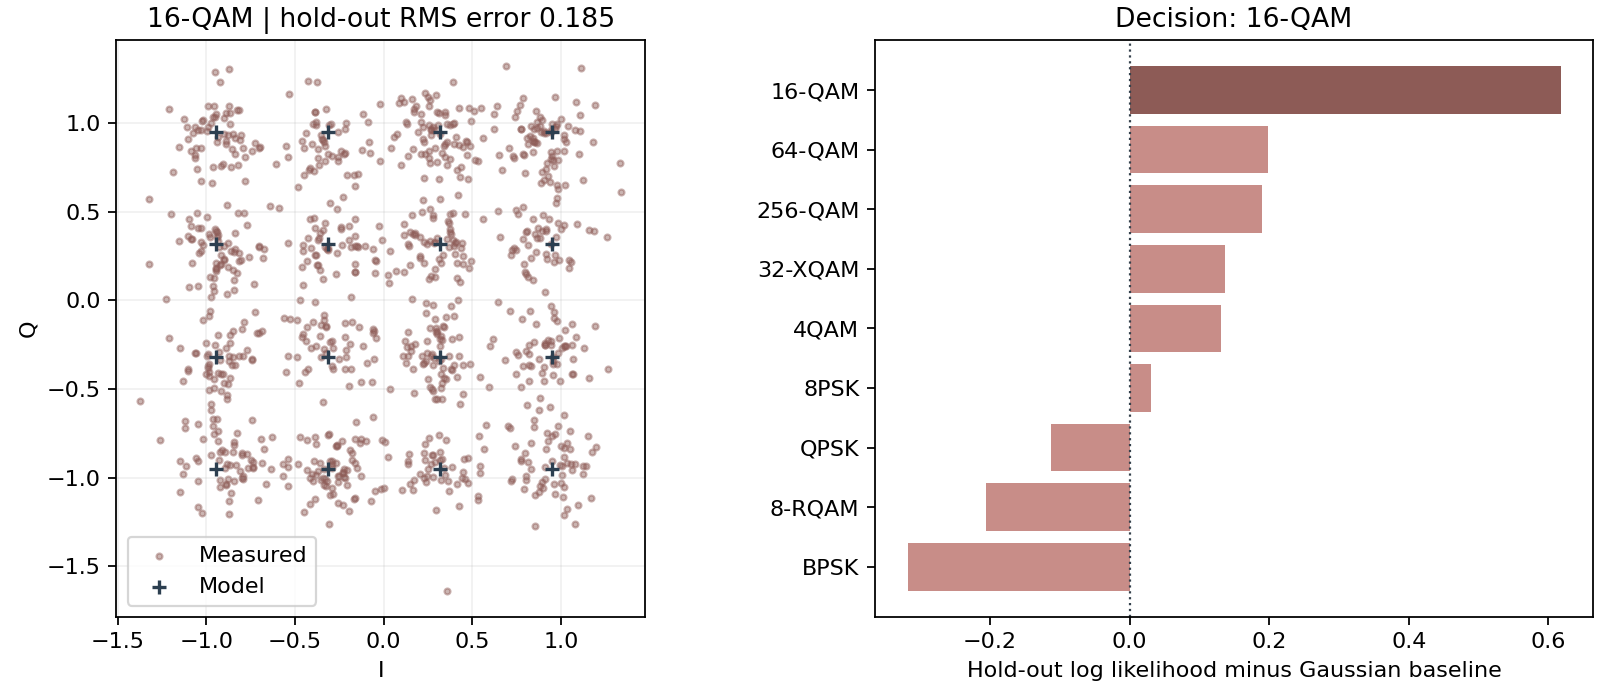 16-QAM | hold-out RMS error 0.185
1.0
0.5
0.0
−0.5
−1.0
−1.5
Q
Measured
Model
−1.5 −1.0 −0.5 0.0 0.5 1.0
I
Decision: 16-QAM
16-QAM
64-QAM
256-QAM
32-XQAM
4QAM
8PSK
QPSK
8-RQAM
BPSK
−0.2 0.0 0.2 0.4 0.6
Hold-out log likelihood minus Gaussian baseline